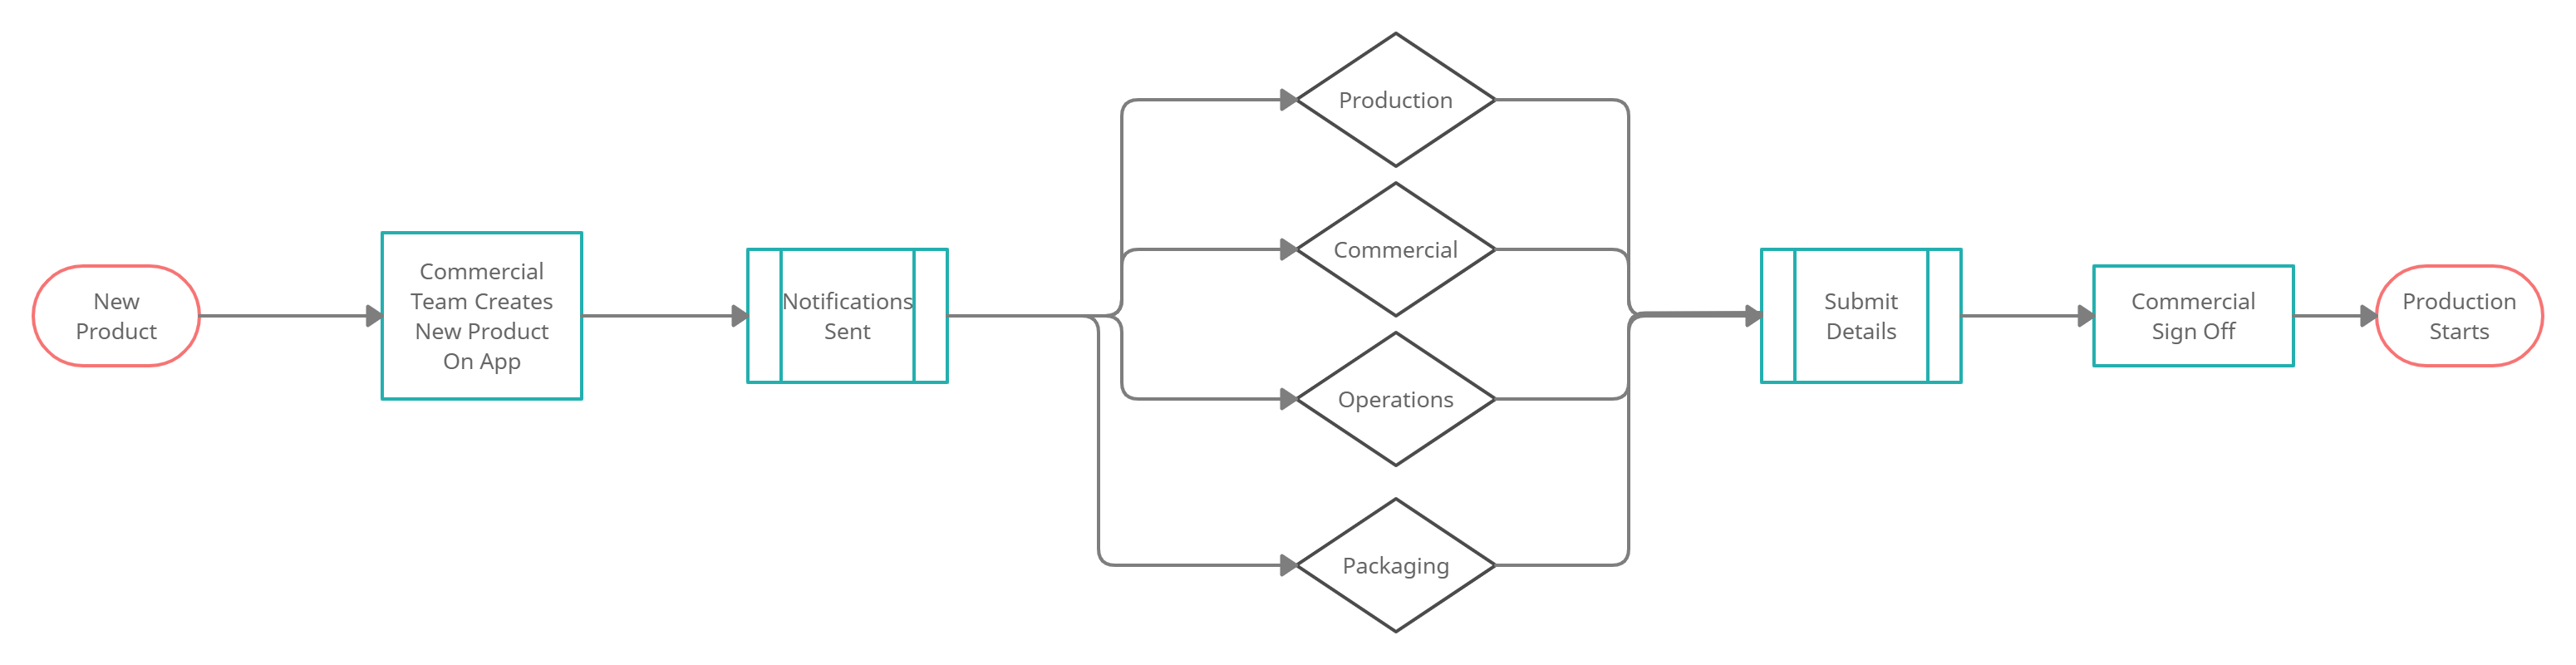 New
Product
Commercial
Team Creates
New Product
On App
Notifications
Sent
Production
Commercial
Operations
Packaging
Submit
Details
Commercial
Sign Off
Production
Starts